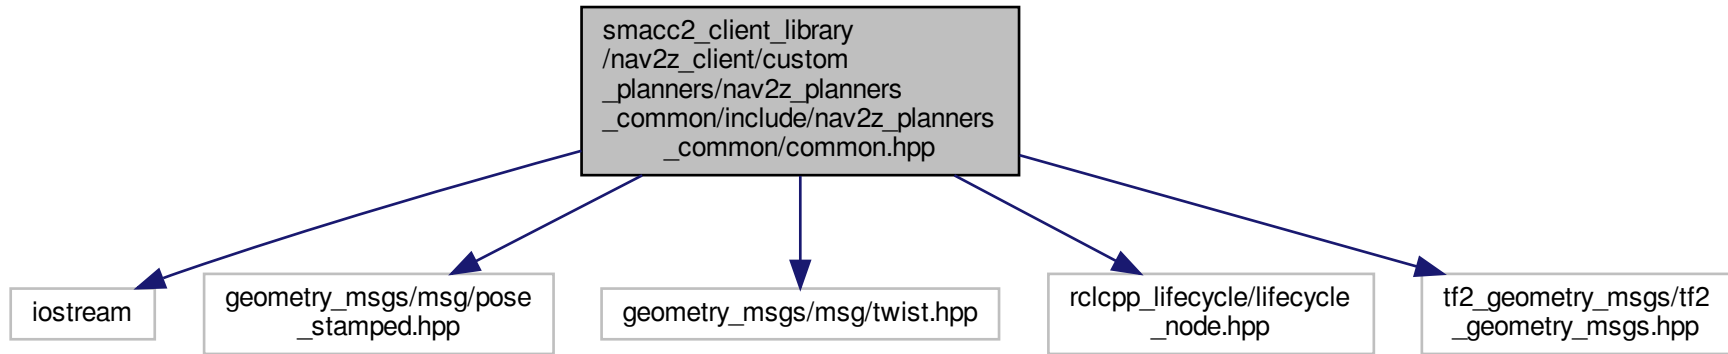 smacc2_client_library
/nav2z_client/custom
_planners/nav2z_planners
_common/include/nav2z_planners
_common/common.hpp
iostream
geometry_msgs/msg/pose
_stamped.hpp
geometry_msgs/msg/twist.hpp
rclcpp_lifecycle/lifecycle
_node.hpp
tf2_geometry_msgs/tf2
_geometry_msgs.hpp